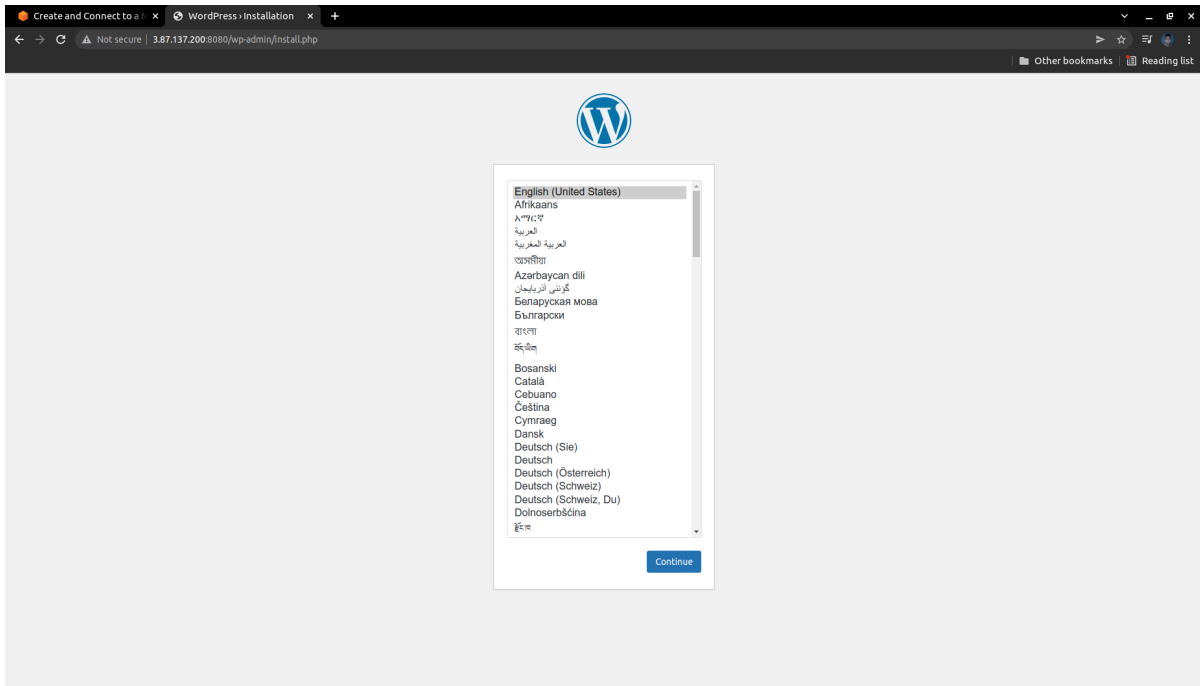 Create and Connect to a
WordPress › Installation
Not secure
3.87.137.200:8080/wp-admin/install.php
Other bookmarks
Reading list
English (United States)
Afrikaans
አማርኛ
العربية
العربية المغربية
অসমীয়া
Azərbaycan dili
گؤنئی آذربایجان
Беларуская мова
Български
বাংলা
བོད་ཡིག
Bosanski
Català
Cebuano
Čeština
Cymraeg
Dansk
Deutsch (Sie)
Deutsch
Deutsch (Österreich)
Deutsch (Schweiz)
Deutsch (Schweiz, Du)
Dolnoserbšćina
རྫོང་ཁ
Continue